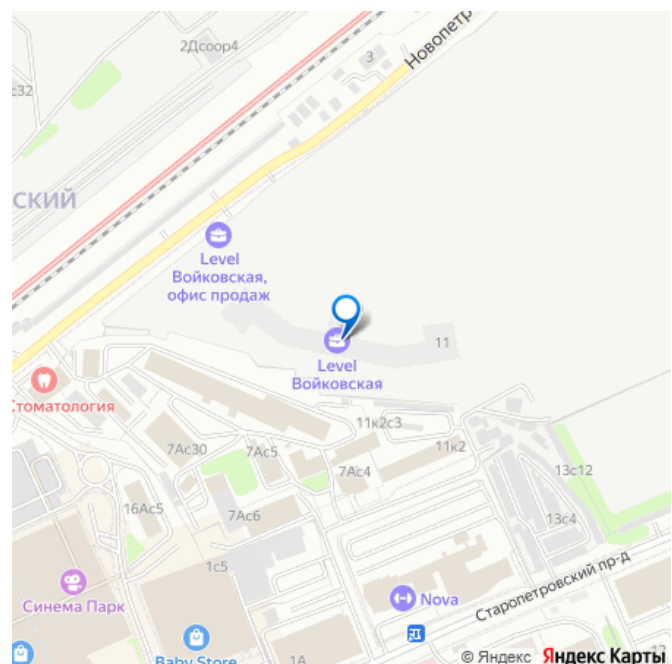 2Дсоор4
3
Новопетр
с32
СКИЙ
Level
Войковская,
офис продаж
11
Level
Войковская
Стоматология
11к2с3
7Ас30
7Ас5
11к2
7Ас4
13с12
16Ас5
7Ас6
13с4
1с5
Старопетровский пр-д
Синема Парк
Nova
Baby Store
1А
© Яндекс Яндекс Карты